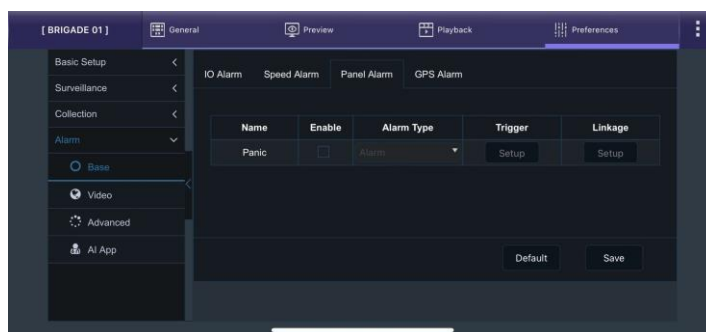 [ BRIGADE 01 ] General Preview Playback Preferences
Basic Setup
Surveillance
Collection
Alarm
Base
Video
Advanced
AI App
IO Alarm Speed Alarm Panel Alarm GPS Alarm
Name Enable Alarm Type Trigger Linkage
Panic Alarm Setup Setup
Default Save